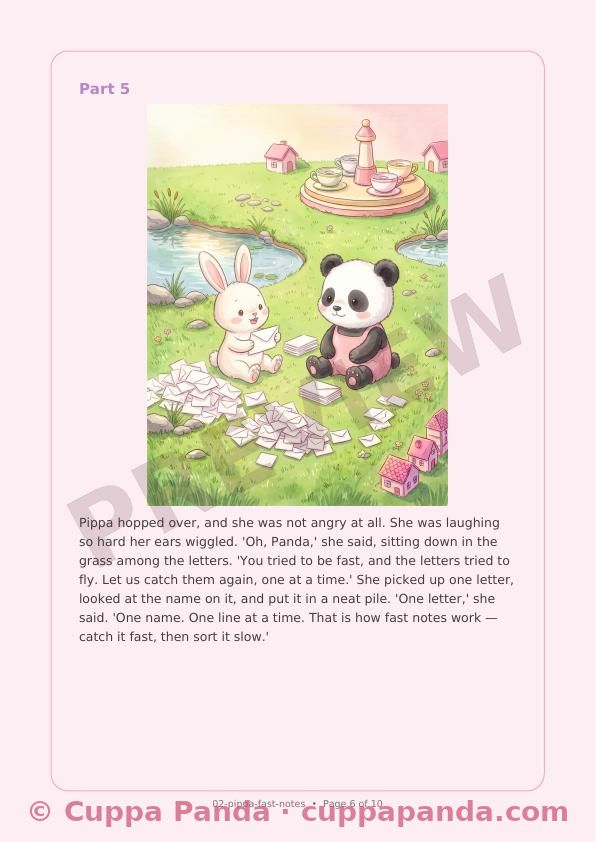 Part 5
Pippa hopped over, and she was not angry at all. She was laughing
so hard her ears wiggled. 'Oh, Panda,' she said, sitting down in the
grass among the letters. 'You tried to be fast, and the letters tried to
fly. Let us catch them again, one at a time.' She picked up one letter,
looked at the name on it, and put it in a neat pile. 'One letter,' she
said. 'One name. One line at a time. That is how fast notes work —
catch it fast, then sort it slow.'
PREVIEW
02-pippa-fast-notes • Page 6 of 10
© Cuppa Panda · cuppapanda.com